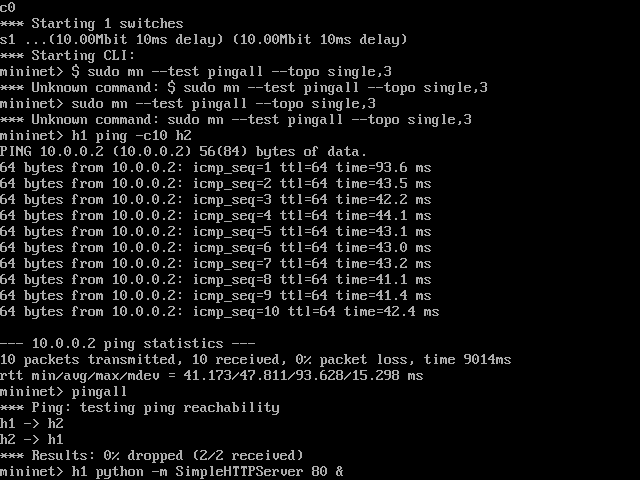 c0
*** Starting 1 switches
s1 ...(10.00Mbit 10ms delay) (10.00Mbit 10ms delay)
*** Starting CLI:
mininet> $ sudo mn --test pingall --topo single,3
*** Unknown command: $ sudo mn --test pingall --topo single,3
mininet> sudo mn --test pingall --topo single,3
*** Unknown command: sudo mn --test pingall --topo single,3
mininet> h1 ping -c10 h2
PING 10.0.0.2 (10.0.0.2) 56(84) bytes of data.
64 bytes from 10.0.0.2: icmp_seq=1 ttl=64 time=93.6 ms
64 bytes from 10.0.0.2: icmp_seq=2 ttl=64 time=43.5 ms
64 bytes from 10.0.0.2: icmp_seq=3 ttl=64 time=42.2 ms
64 bytes from 10.0.0.2: icmp_seq=4 ttl=64 time=44.1 ms
64 bytes from 10.0.0.2: icmp_seq=5 ttl=64 time=43.1 ms
64 bytes from 10.0.0.2: icmp_seq=6 ttl=64 time=43.0 ms
64 bytes from 10.0.0.2: icmp_seq=7 ttl=64 time=43.2 ms
64 bytes from 10.0.0.2: icmp_seq=8 ttl=64 time=41.1 ms
64 bytes from 10.0.0.2: icmp_seq=9 ttl=64 time=41.4 ms
64 bytes from 10.0.0.2: icmp_seq=10 ttl=64 time=42.4 ms
--- 10.0.0.2 ping statistics ---
10 packets transmitted, 10 received, 0% packet loss, time 9014ms
rtt min/avg/max/mdev = 41.173/47.811/93.628/15.298 ms
mininet> pingall
*** Ping: testing ping reachability
h1 -> h2
h2 -> h1
*** Results: 0% dropped (2/2 received)
mininet> h1 python -m SimpleHTTPServer 80 &